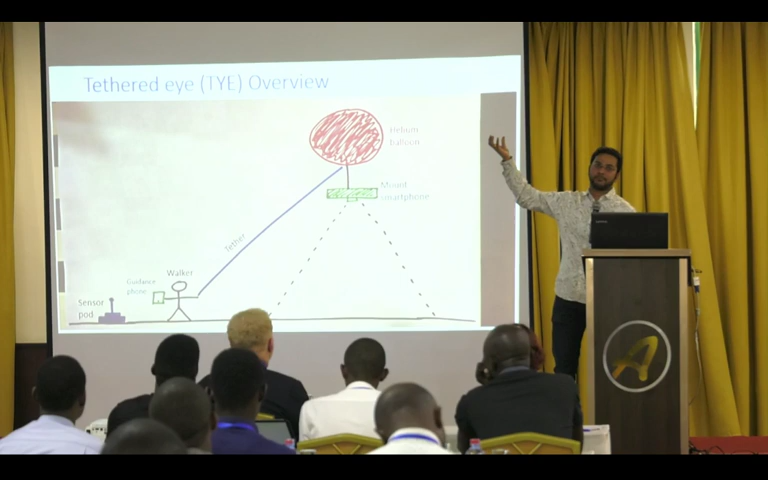 Tethered eye (TYE) Overview
Helium
balloon
Mount
smartphone
Tether
Walker
Guidance
phone
Sensor
pod